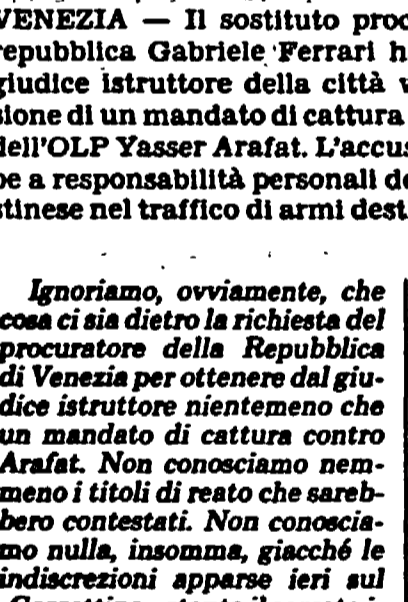 VENEZIA — Il sostituto proc
repubblica Gabriele Ferrari h
giudice istruttore della città v
sione di un mandato di cattura
dell'OLP Yasser Arafat. L'accus
be a responsabilità personali de
stinese nel traffico di armi dest
Ignoriamo, ovviamente, che
cosa ci sia dietro la richiesta del
procuratore della Repubblica
di Venezia per ottenere dal giu-
dice istruttore nientemeno che
un mandato di cattura contro
Arafat. Non conosciamo nem-
meno i titoli di reato che sareb-
bero contestati. Non conoscia-
mo nulla, insomma, giacché le
indiscrezioni apparse ieri sul